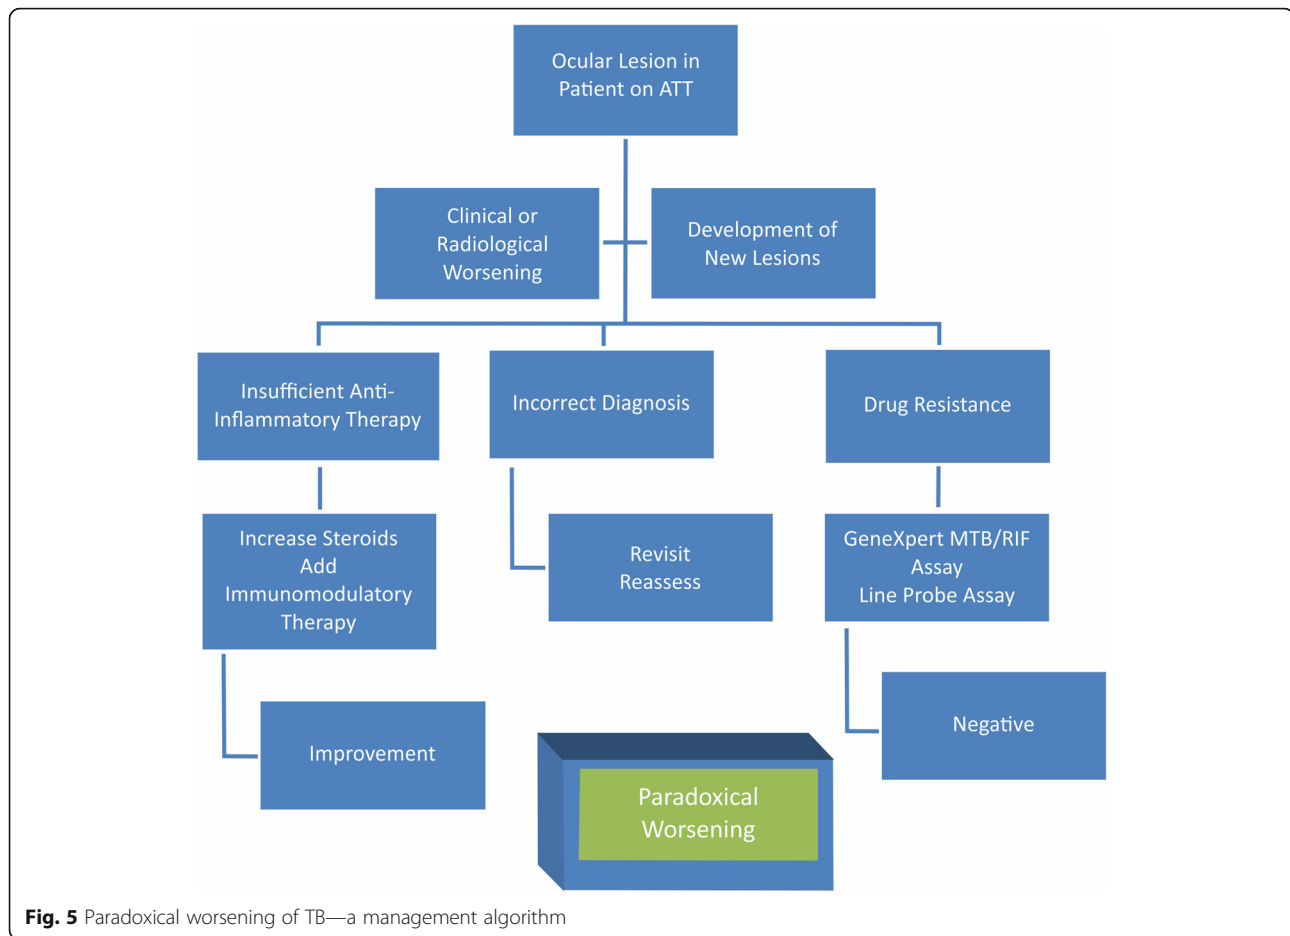 Ocular Lesion in
Patient on ATT
Clinical or
Radiological
Worsening
Development of
New Lesions
Insufficient Anti-
Inflammatory Therapy
Incorrect Diagnosis
Drug Resistance
Increase Steroids
Add
Immunomodulatory
Therapy
Revisit
Reassess
GeneXpert MTB/RIF
Assay
Line Probe Assay
Improvement
Negative
Paradoxical
Worsening
Fig. 5 Paradoxical worsening of TB—a management algorithm